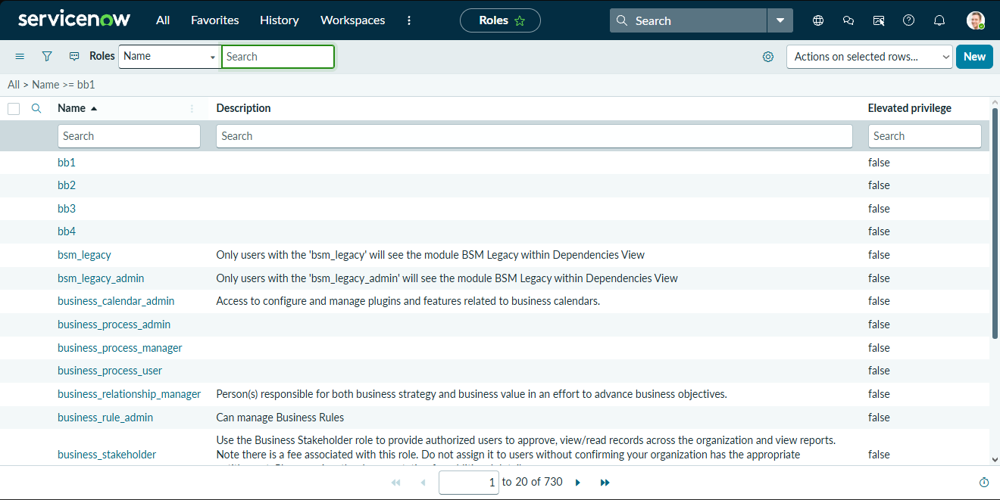 servicenow All Favorites History Workspaces Roles Search
Roles Name Search Actions on selected rows... New
All > Name >= bb1
Name Description Elevated privilege
Search Search Search
bb1 false
bb2 false
bb3 false
bb4 false
bsm_legacy Only users with the 'bsm_legacy' will see the module BSM Legacy within Dependencies View false
bsm_legacy_admin Only users with the 'bsm_legacy_admin' will see the module BSM Legacy within Dependencies View false
business_calendar_admin Access to configure and manage plugins and features related to business calendars. false
business_process_admin false
business_process_manager false
business_process_user false
business_relationship_manager Person(s) responsible for both business strategy and business value in an effort to advance business objectives. false
business_rule_admin Can manage Business Rules false
Use the Business Stakeholder role to provide authorized users to approve, view/read records across the organization and view reports.
business_stakeholder Note there is a fee associated with this role. Do not assign it to users without confirming your organization has the appropriate false
1 to 20 of 730